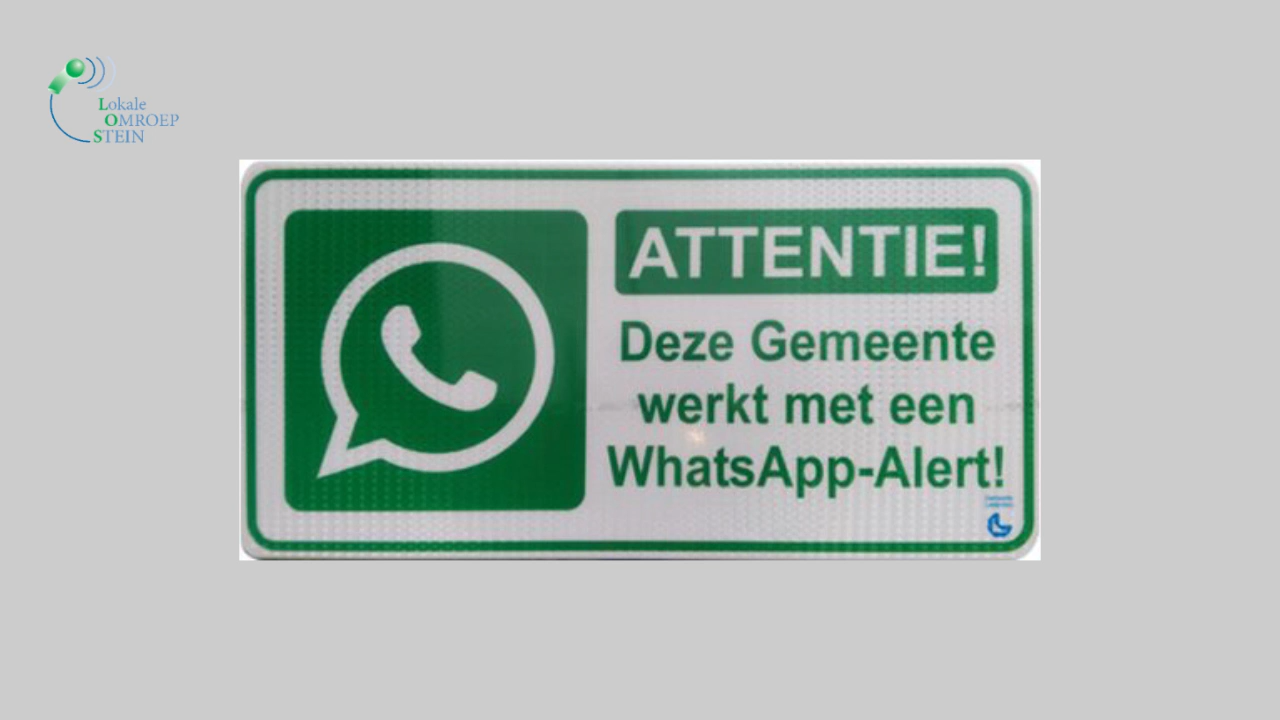 Lokale
OMROEP
STEIN
ATTENTIE!
Deze Gemeente
werkt met een
WhatsApp-Alert!